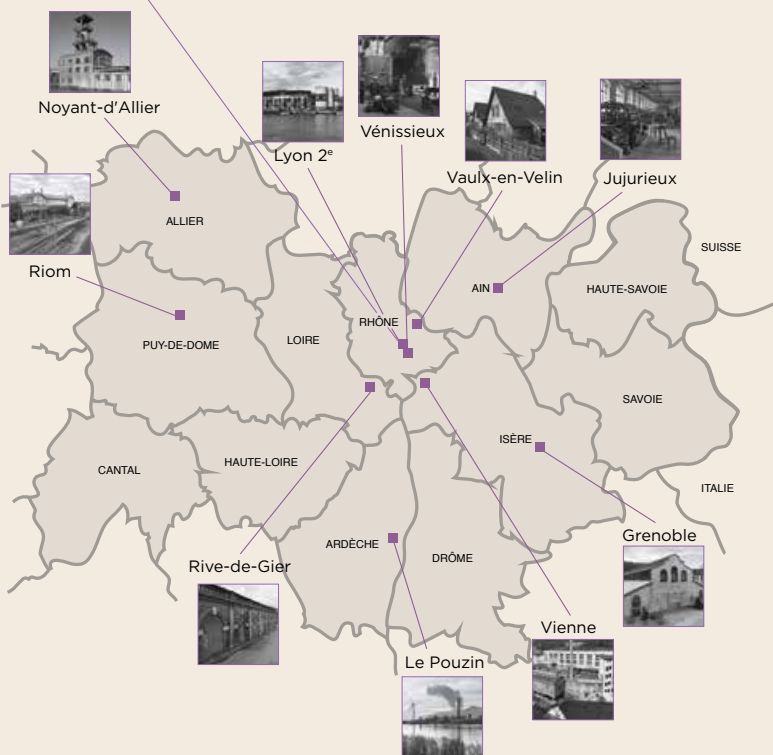 Noyant-d'Allier
Lyon 2e
Vénissieux
Vaulx-en-Velin
Jujurieux
Riom
ALLIER
SUISSE
AIN
HAUTE-SAVOIE
RHÔNE
LOIRE
PUY-DE-DOME
SAVOIE
ISÈRE
HAUTE-LOIRE
CANTAL
ITALIE
Grenoble
ARDÈCHE
DRÔME
Rive-de-Gier
Vienne
Le Pouzin